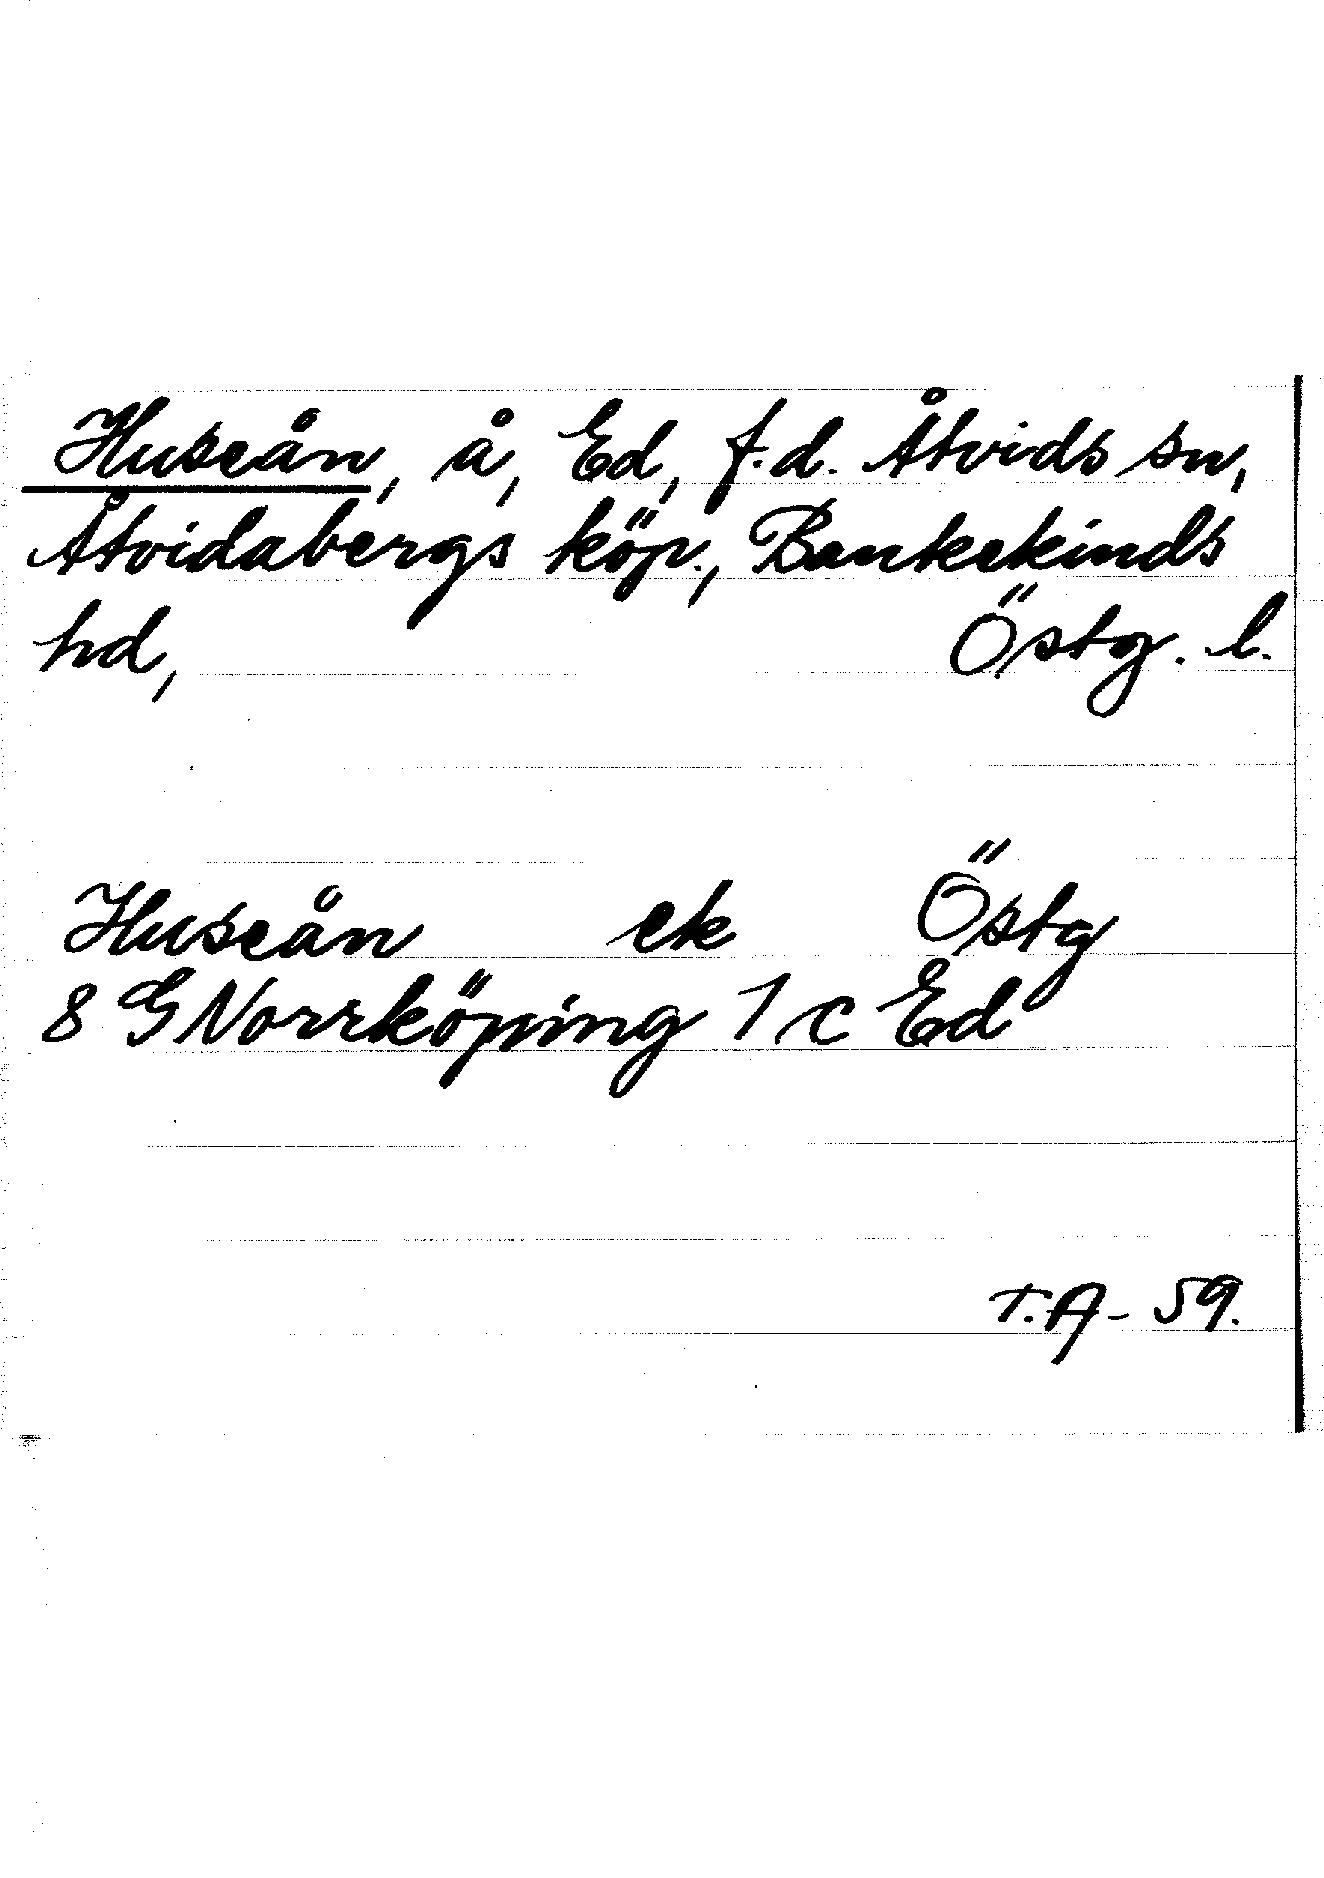 Huseån, å, Ed, f.d. Åtvids sn,
Åtvidabergs köp., Bankekinds
hd, Östg. l.
Huseån ek Östg
8 G Norrköping 1 c Ed
T.A - 59.